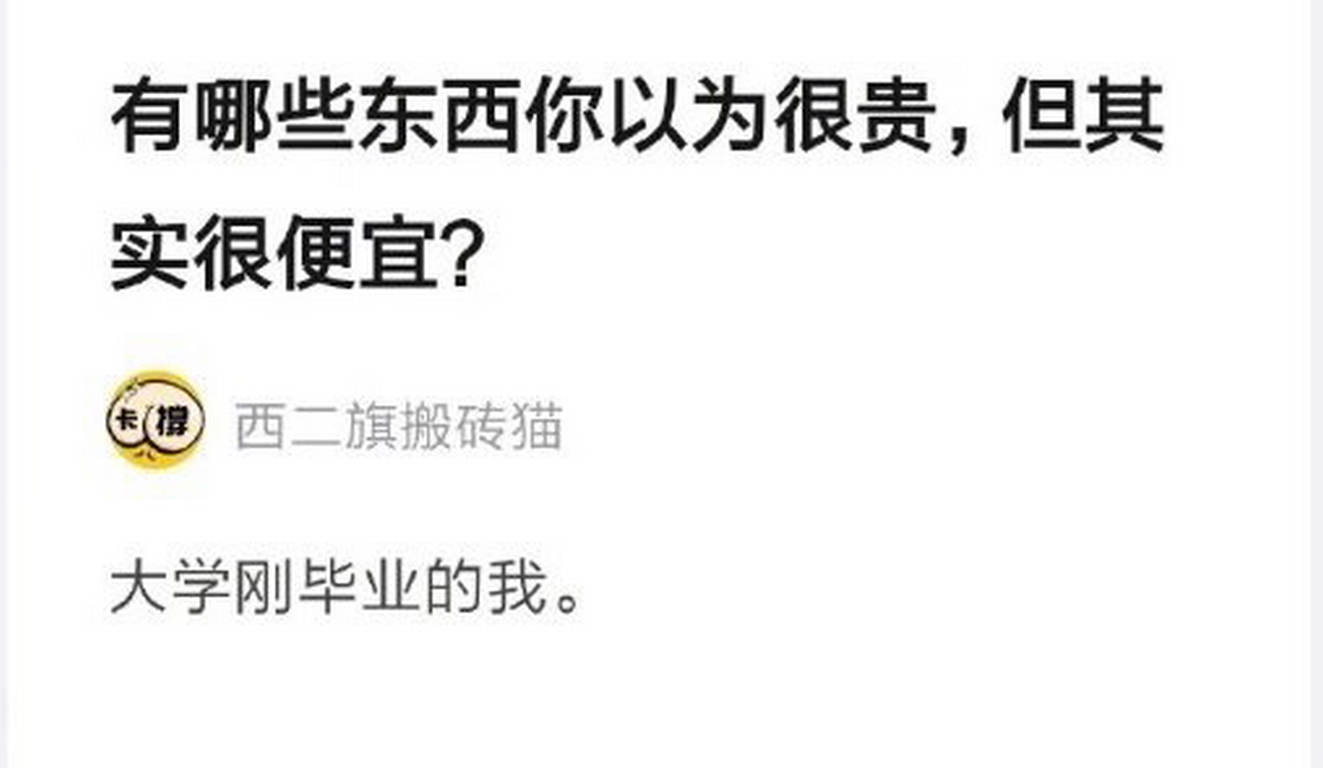 有哪些东西你以为很贵，但其
实很便宜？
卡撑
西二旗搬砖猫
大学刚毕业的我。